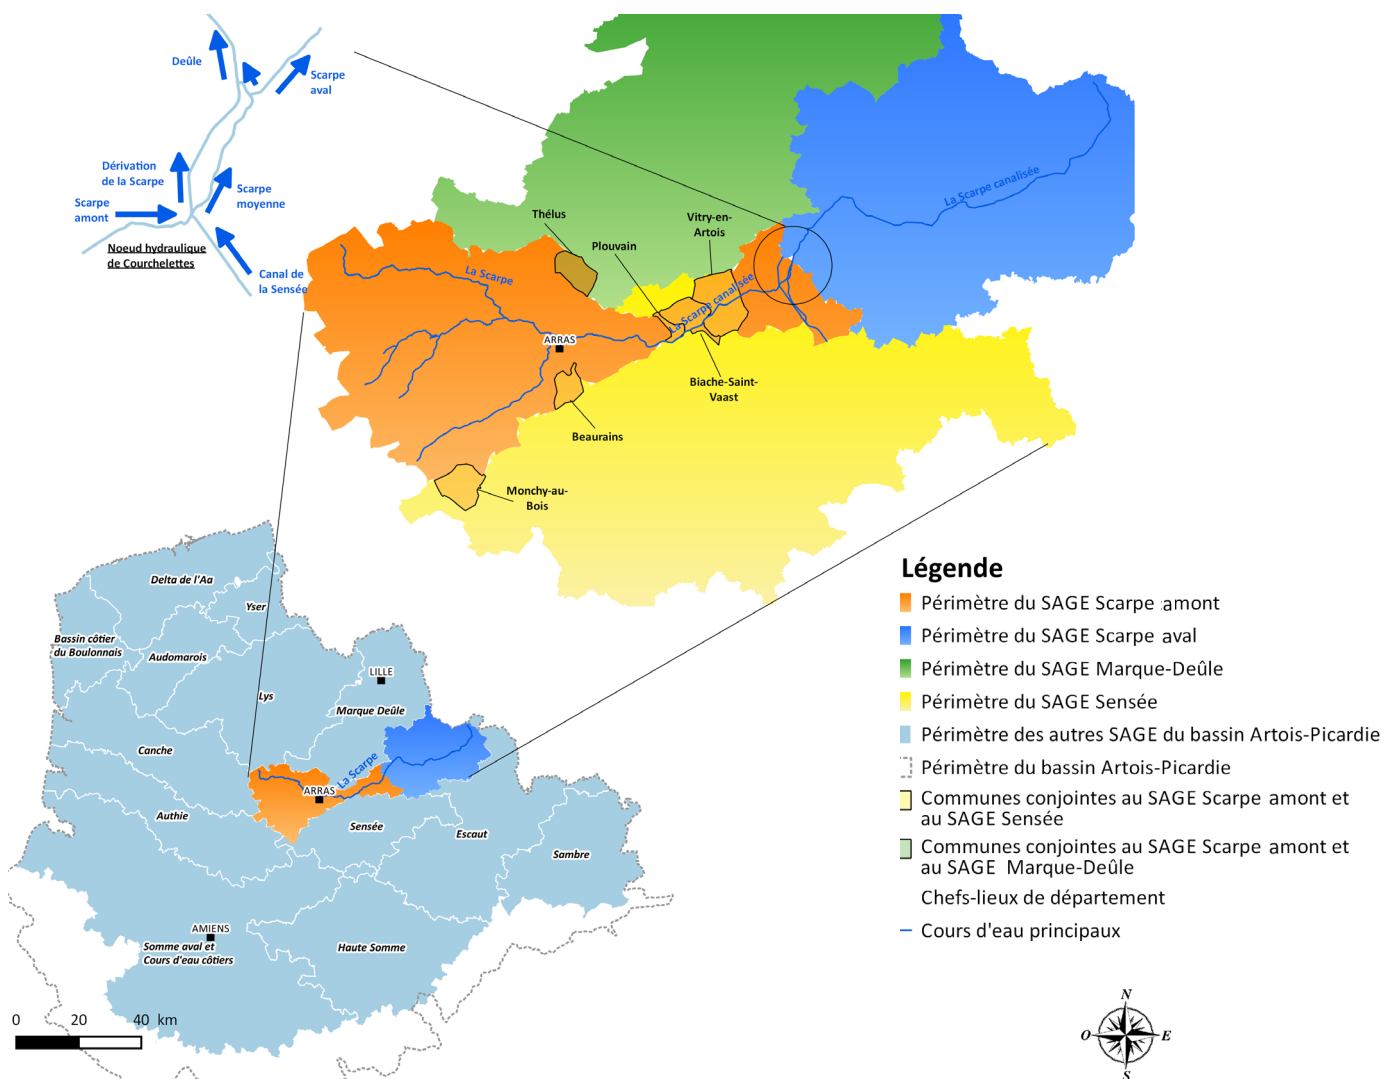 Deûle
Scarpe
aval
Dérivation
de la Scarpe
Scarpe
moyenne
Scarpe
amont
Noeud hydraulique
de Courchelettes
Canal de
la Sensée
La Scarpe canalisée
Thélus
Vitry-en-
Artois
Plouvain
La Scarpe
La Scarpe canalisée
ARRAS
Biache-Saint-
Vaast
Beaurains
Monchy-au-
Bois
Delta de l'Aa
Yser
Bassin côtier
du Boulonnais
Audomarois
LILLE
Lys
Marque Deûle
Canche
La Scarpe
ARRAS
Authie
Sensée
Escaut
Sambre
AMIENS
Somme aval et
Cours d'eau côtiers
Haute Somme
0 20 40 km
Légende
Périmètre du SAGE Scarpe amont
Périmètre du SAGE Scarpe aval
Périmètre du SAGE Marque-Deûle
Périmètre du SAGE Sensée
Périmètre des autres SAGE du bassin Artois-Picardie
Périmètre du bassin Artois-Picardie
Communes conjointes au SAGE Scarpe amont et
au SAGE Sensée
Communes conjointes au SAGE Scarpe amont et
au SAGE Marque-Deûle
Chefs-lieux de département
Cours d'eau principaux
N
O E
S